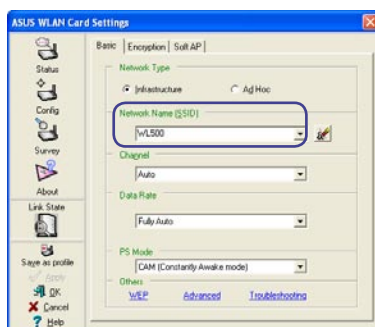 ASUS WLAN Card Settings
Status
Config
Survey
About
Link State
Save as profile
Apply
OK
Cancel
Help
Basic
Encryption
Soft AP
Network Type
Infrastructure
Ad Hoc
Network Name (SSID)
WL500
Channel
Auto
Data Rate
Fully Auto
PS Mode
CAM (Constantly Awake mode)
Others
WEP
Advanced
Troubleshooting